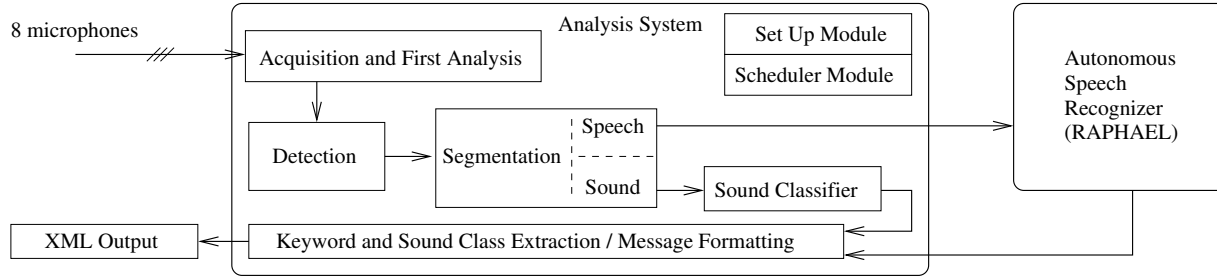 8 microphones
Analysis System
Acquisition and First Analysis
Set Up Module
Scheduler Module
Autonomous
Speech
Recognizer
(RAPHAEL)
Detection
Segmentation
Speech
Sound
Sound Classifier
XML Output
Keyword and Sound Class Extraction / Message Formatting